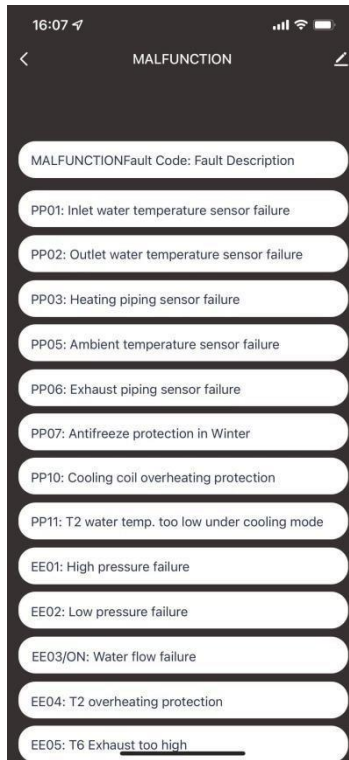 16:07
MALFUNCTION
MALFUNCTIONFault Code: Fault Description
PP01: Inlet water temperature sensor failure
PP02: Outlet water temperature sensor failure
PP03: Heating piping sensor failure
PP05: Ambient temperature sensor failure
PP06: Exhaust piping sensor failure
PP07: Antifreeze protection in Winter
PP10: Cooling coil overheating protection
PP11: T2 water temp. too low under cooling mode
EE01: High pressure failure
EE02: Low pressure failure
EE03/ON: Water flow failure
EE04: T2 overheating protection
EE05: T6 Exhaust too high